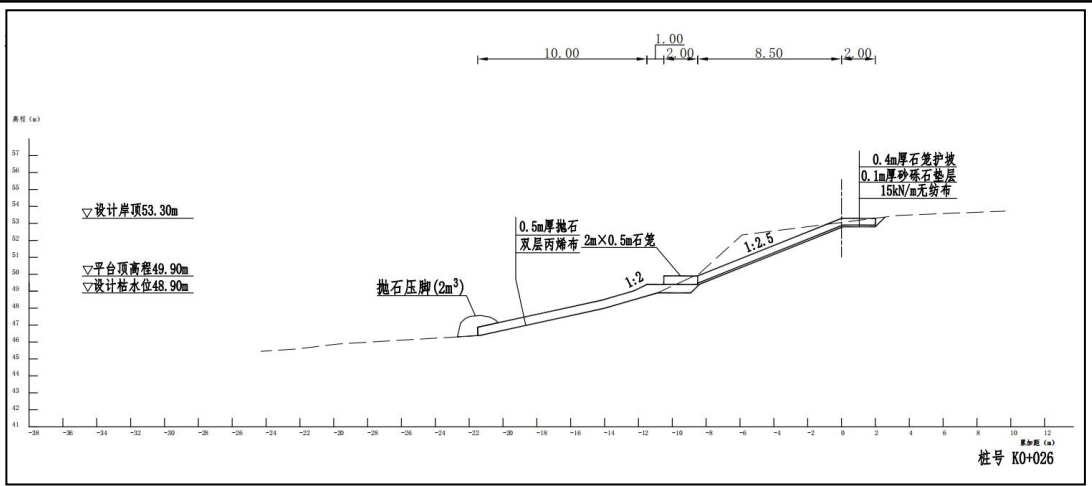 1.00
10.00
2.00
8.50
2.00
高程(m)
57
56
55
54
53
52
51
50
49
48
47
46
45
44
43
42
41
▽设计岸顶53.30m
▽平台顶高程49.90m
▽设计枯水位48.90m
0.4m厚石笼护坡
0.1m厚砂砾石垫层
15kN/m无纺布
0.5m厚抛石
双层丙烯布
2m×0.5m石笼
1:2.5
1:2
抛石压脚(2m³)
-38 -36 -34 -32 -30 -28 -26 -24 -22 -20 -18 -16 -14 -12 -10 -8 -6 -4 -2 0 2 4 6 8 10 12
累加距(m)
桩号 K0+026